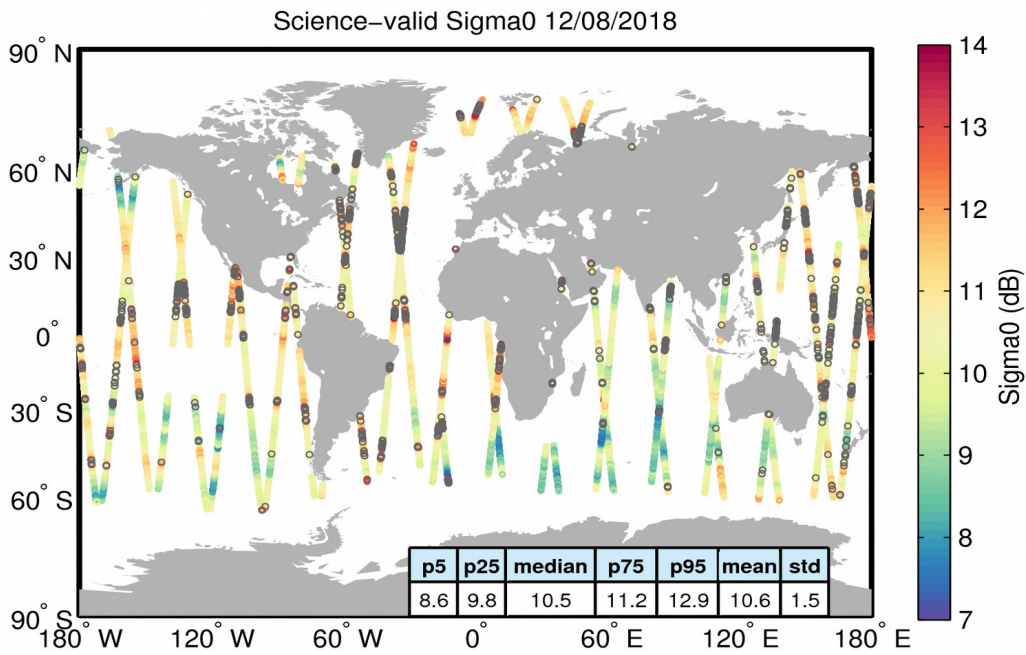 Science−valid Sigma0 12/08/2018
90° N
60° N
30° N
0°
30° S
60° S
90° S
180° W
120° W
60° W
0°
60° E
120° E
180° E
p5 p25 median p75 p95 mean std
8.6 9.8 10.5 11.2 12.9 10.6 1.5
14
13
12
11
10
9
8
7
Sigma0 (dB)